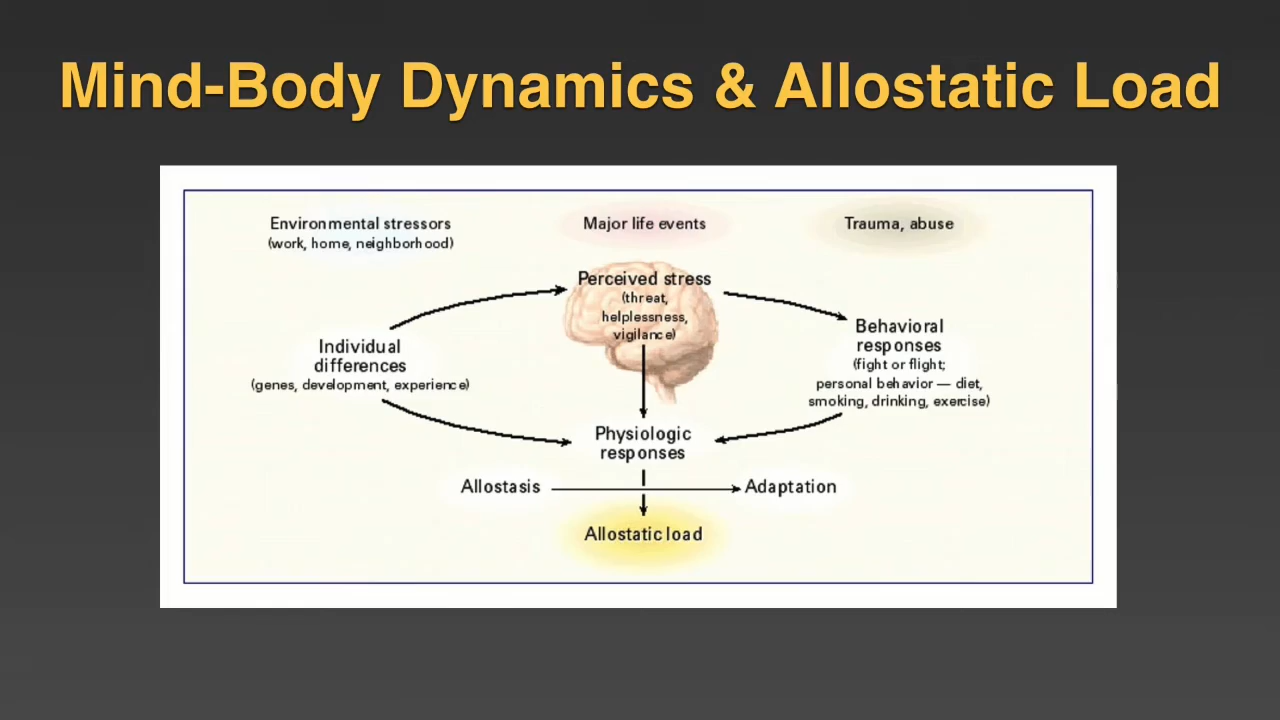 Mind-Body Dynamics & Allostatic Load
Environmental stressors
(work, home, neighborhood)
Major life events
Trauma, abuse
Perceived stress
(threat,
helplessness,
vigilance)
Individual
differences
(genes, development, experience)
Behavioral
responses
(fight or flight;
personal behavior — diet,
smoking, drinking, exercise)
Physiologic
responses
Allostasis
Adaptation
Allostatic load